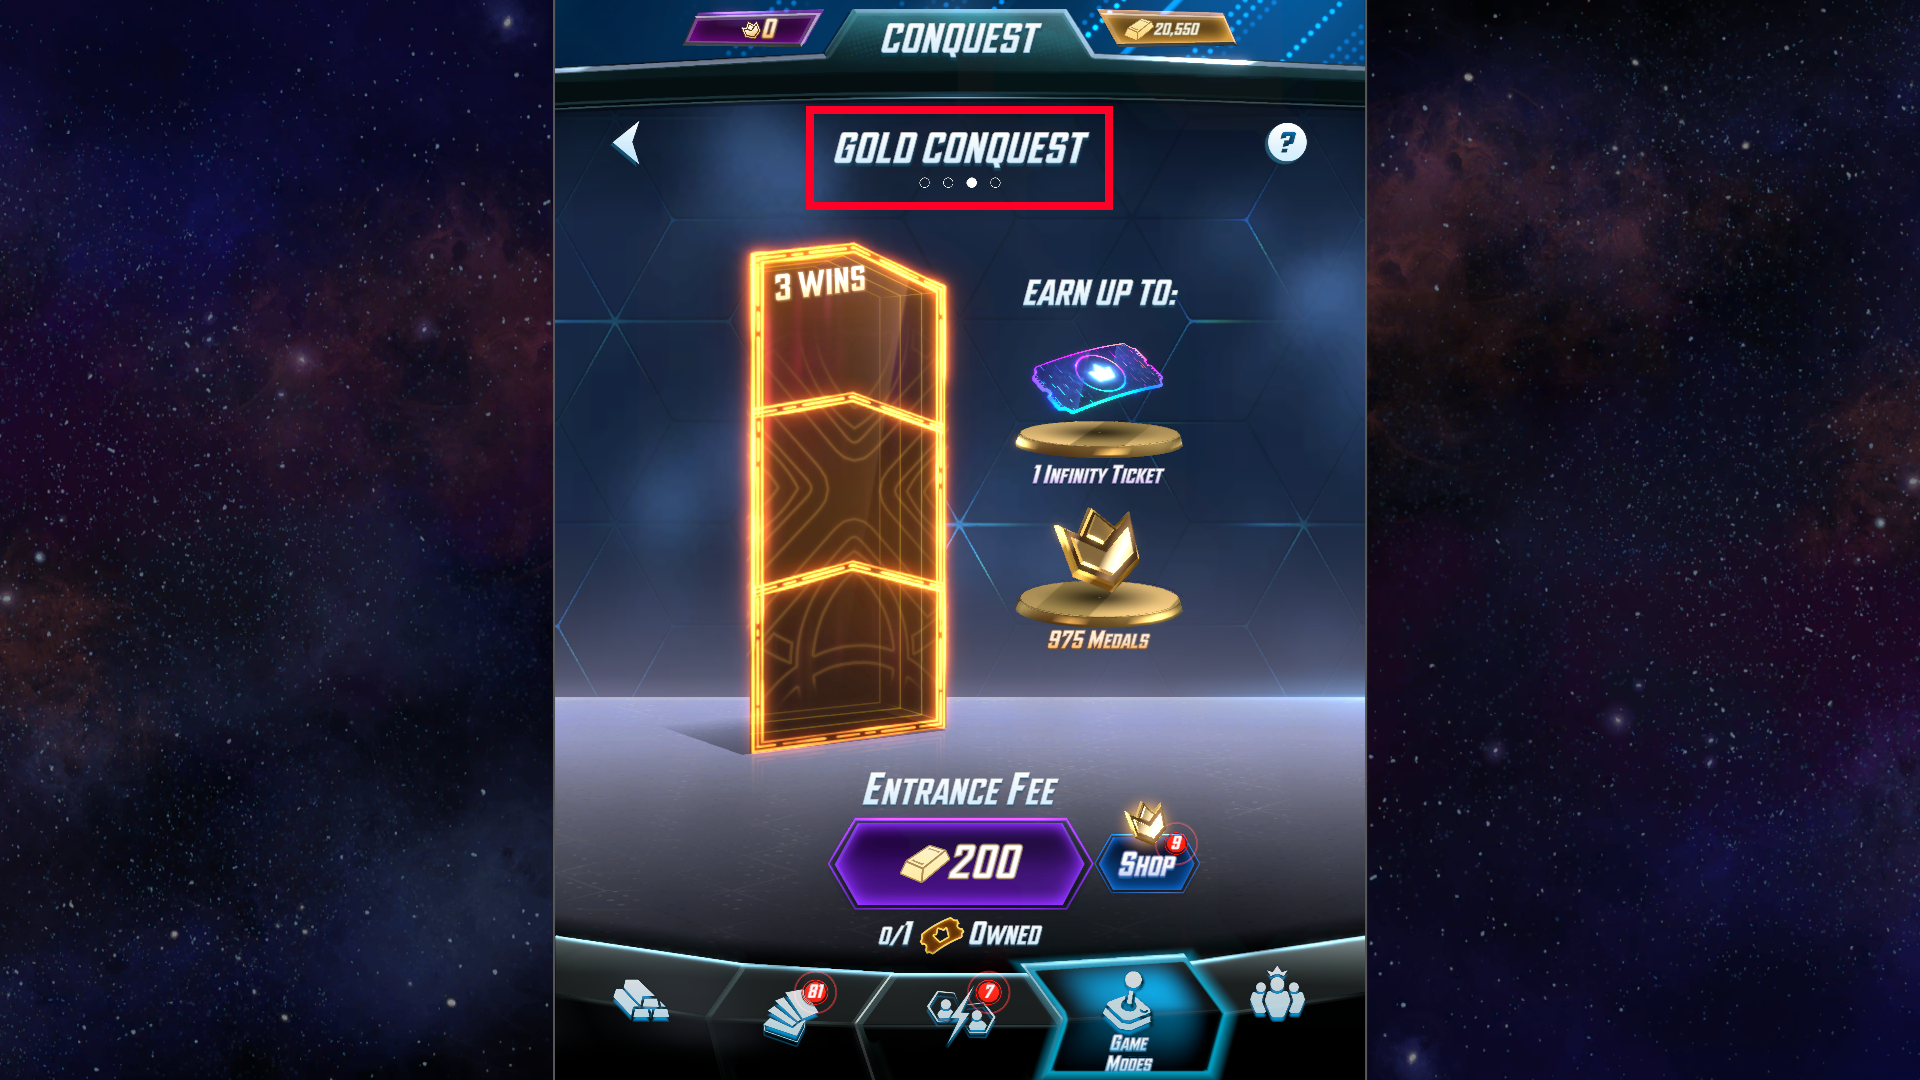 0
CONQUEST
20,550
GOLD CONQUEST
?
3 WINS
EARN UP TO:
1 INFINITY TICKET
975 MEDALS
ENTRANCE FEE
200
9
SHOP
0/1 OWNED
81
7
GAME
MODES